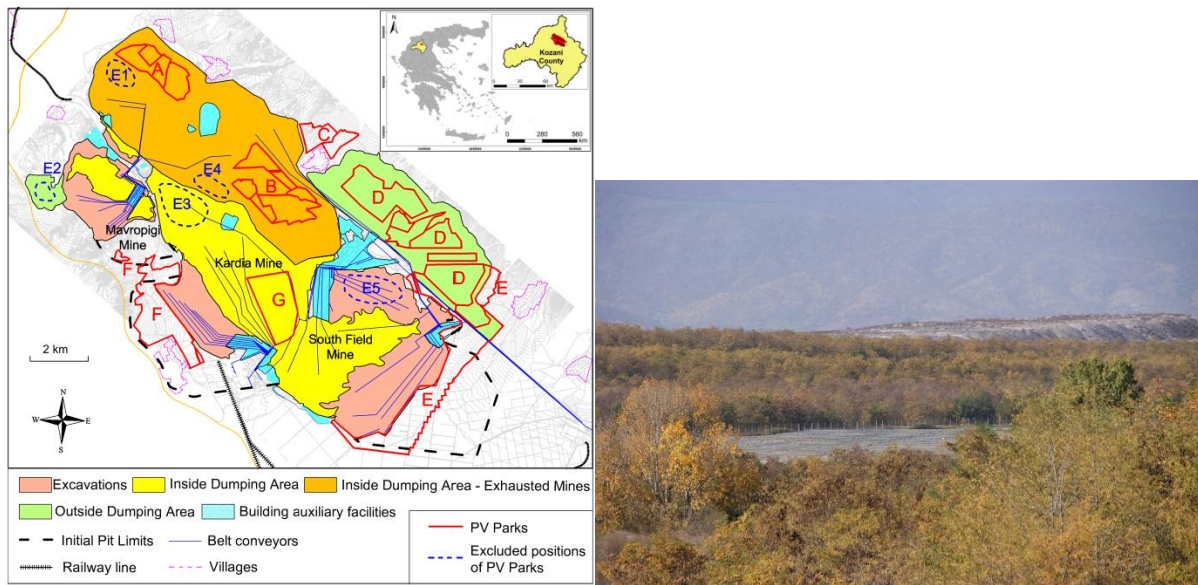 N
Kozani
County
0 30 60
km
0 280 560
km
A
E1
C
E2
E4
B
D
E3
D
Mavropigi
Mine
Kardia Mine
F
D
E
G
E5
F
South Field
Mine
2 km
E
N
W E
S
Excavations
Inside Dumping Area
Inside Dumping Area - Exhausted Mines
Outside Dumping Area
Building auxiliary facilities
Initial Pit Limits
Belt conveyors
Railway line
Villages
PV Parks
Excluded positions
of PV Parks